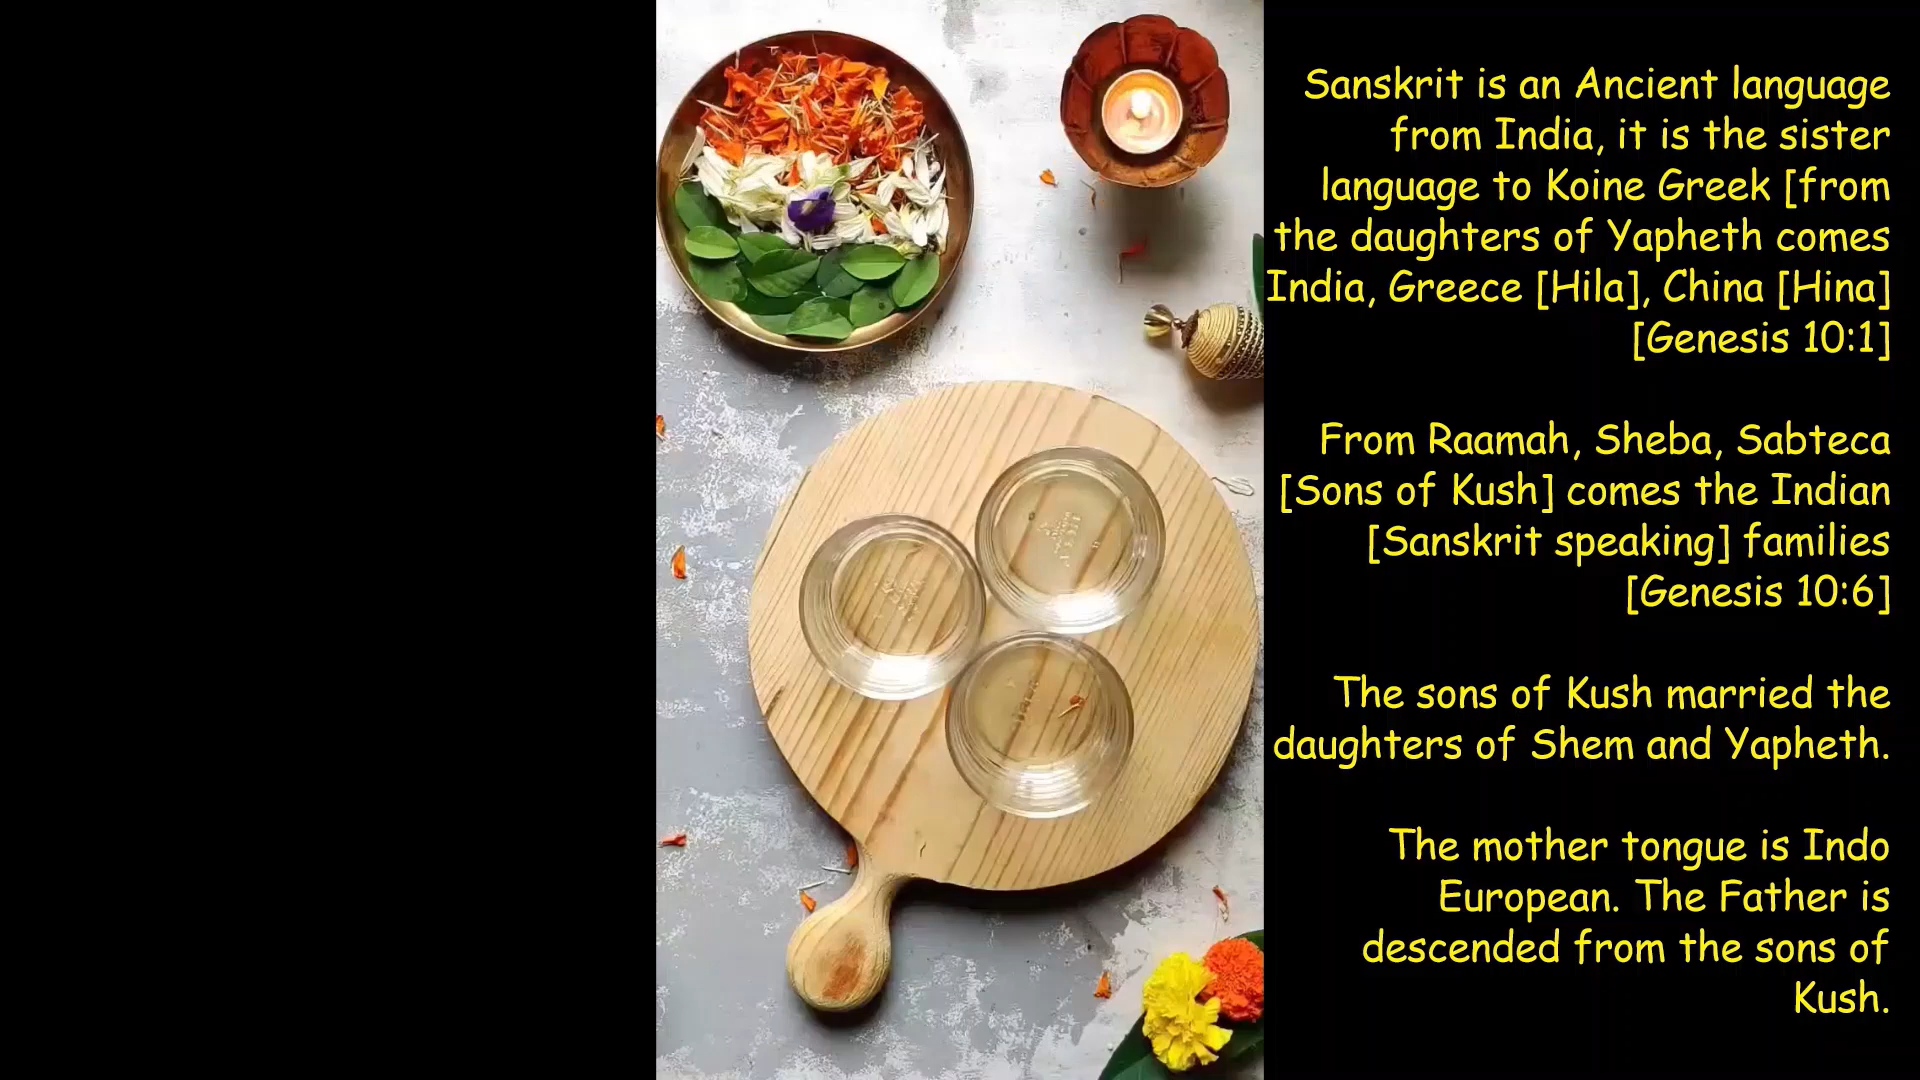 Sanskrit is an Ancient language
from India, it is the sister
language to Koine Greek [from
the daughters of Yapheth comes
India, Greece [Hila], China [Hina]
[Genesis 10:1]
From Raamah, Sheba, Sabteca
[Sons of Kush] comes the Indian
[Sanskrit speaking] families
[Genesis 10:6]
The sons of Kush married the
daughters of Shem and Yapheth.
The mother tongue is Indo
European. The Father is
descended from the sons of
Kush.